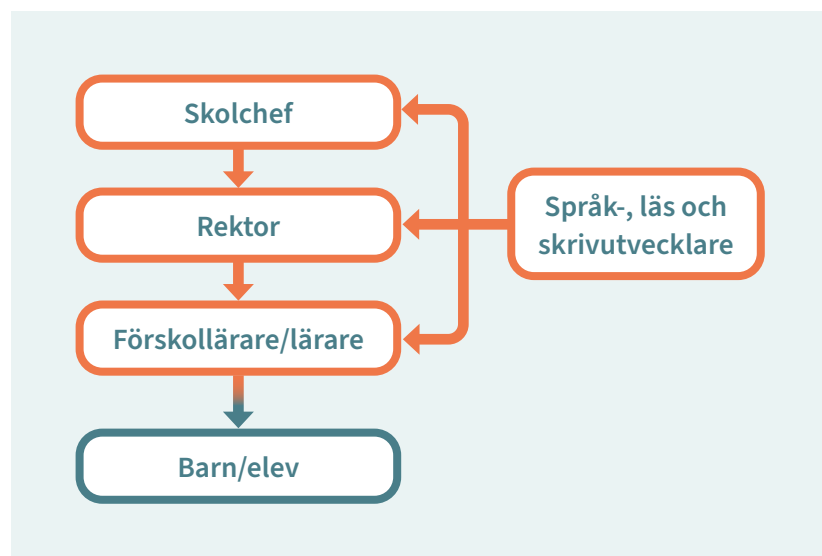 Skolchef
Rektor
Språk-, läs och
skrivutvecklare
Förskollärare/lärare
Barn/elev